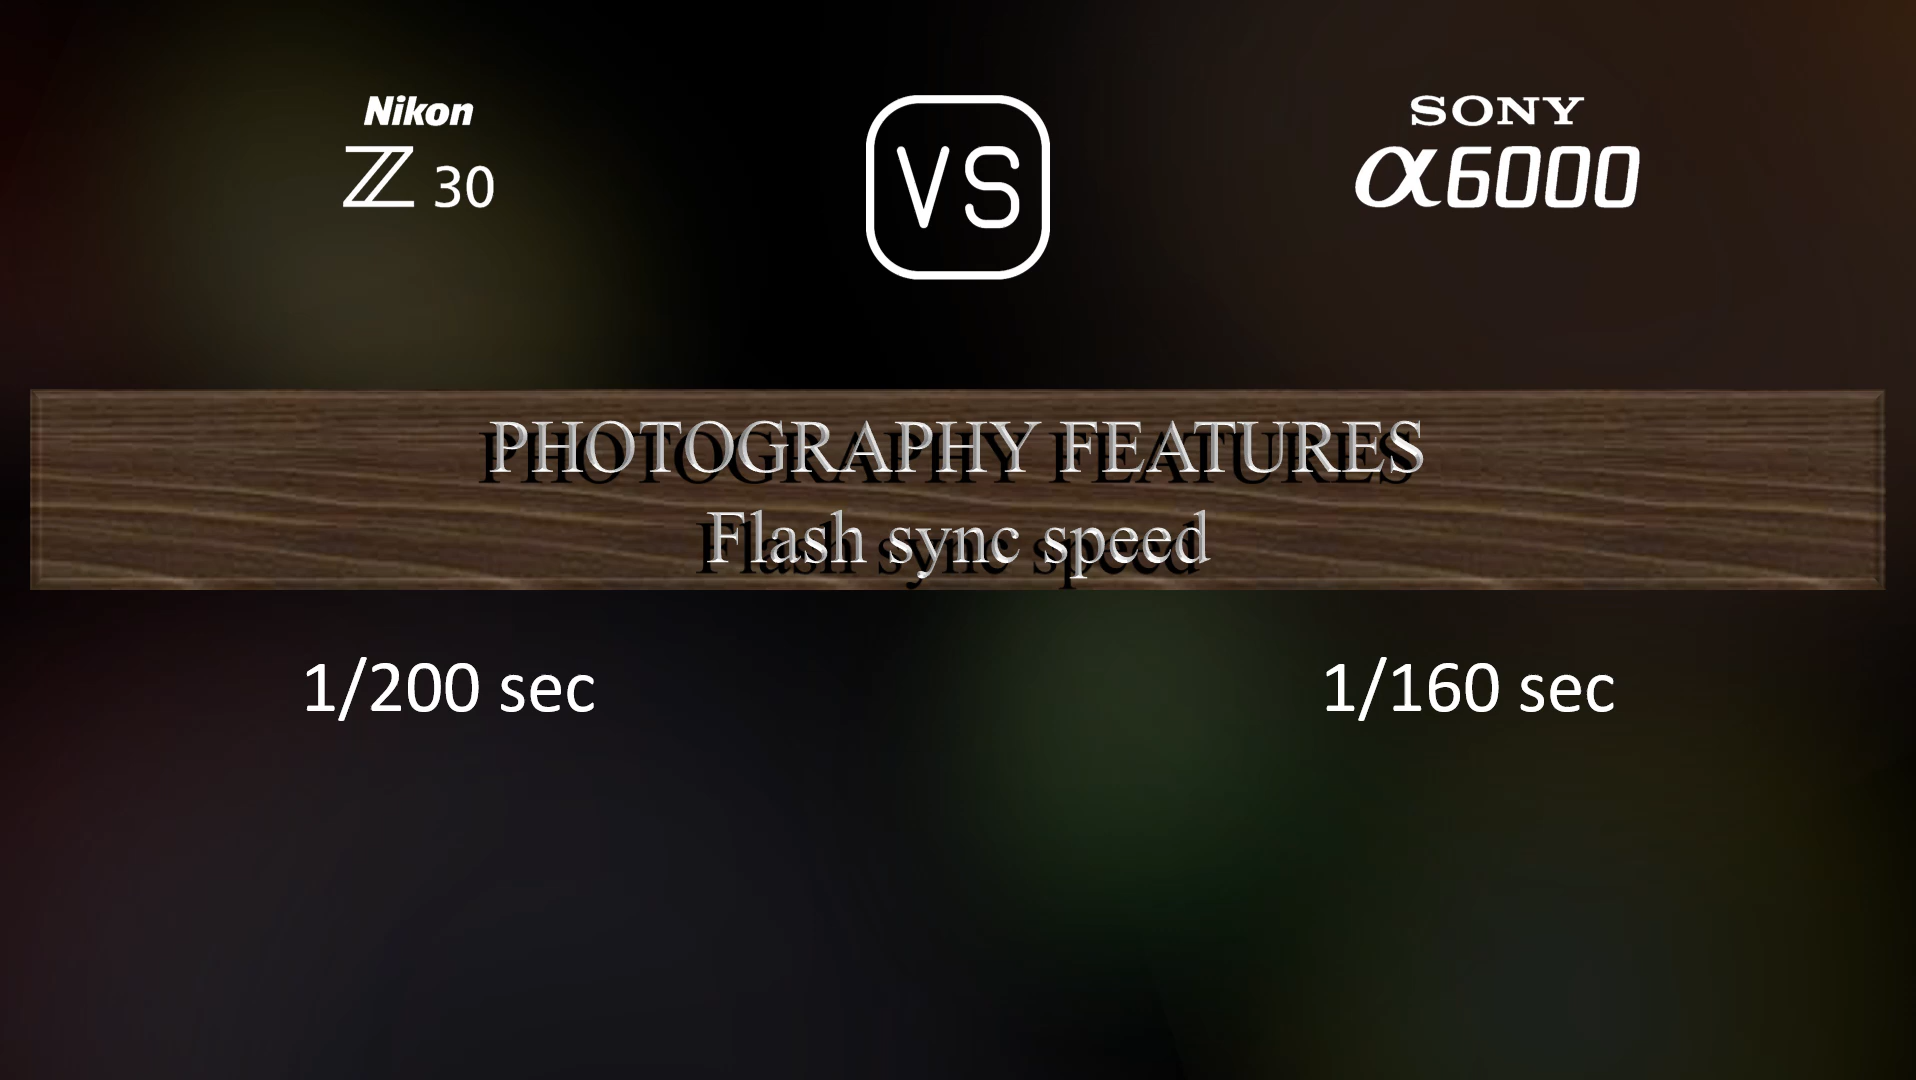 Nikon
Z 30
VS
SONY
α6000
PHOTOGRAPHY FEATURES
Flash sync speed
1/200 sec
1/160 sec